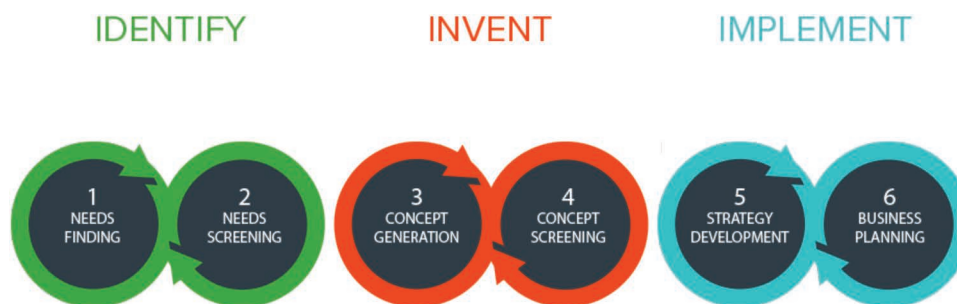 IDENTIFY
INVENT
IMPLEMENT
1
NEEDS
FINDING
2
NEEDS
SCREENING
3
CONCEPT
GENERATION
4
CONCEPT
SCREENING
5
STRATEGY
DEVELOPMENT
6
BUSINESS
PLANNING